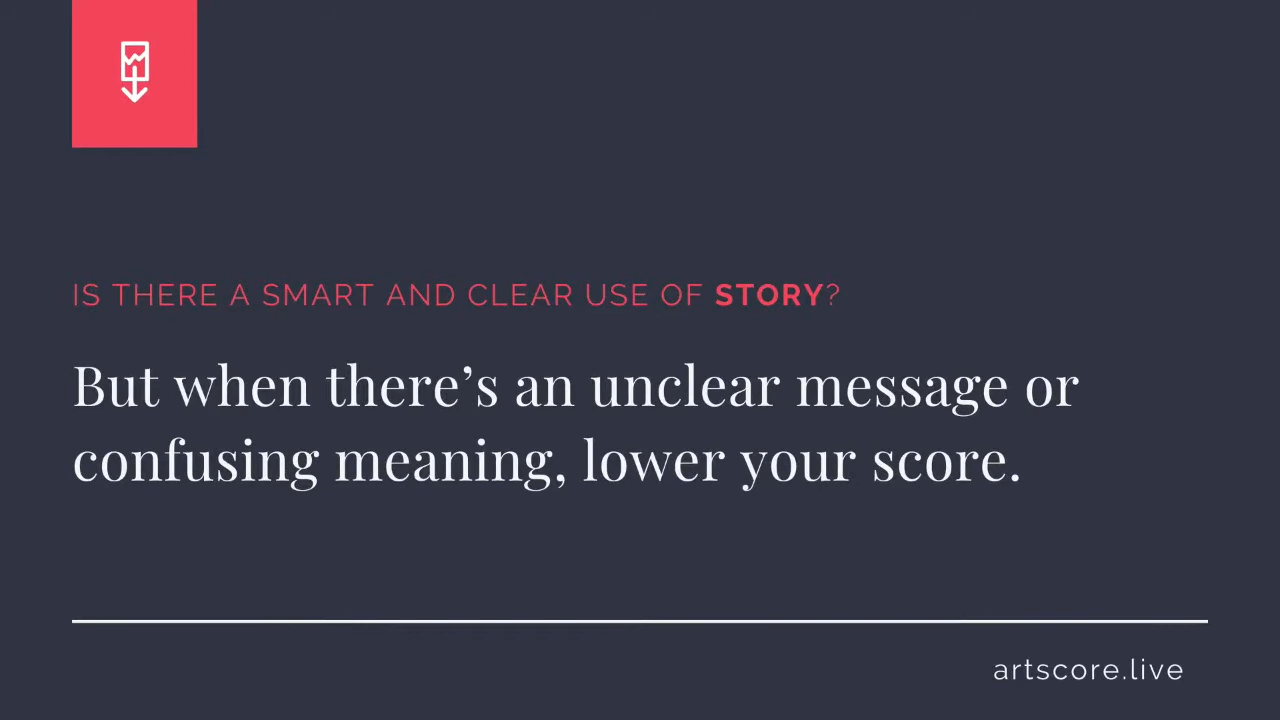 IS THERE A SMART AND CLEAR USE OF STORY?
But when there’s an unclear message or
confusing meaning, lower your score.
artscore.live